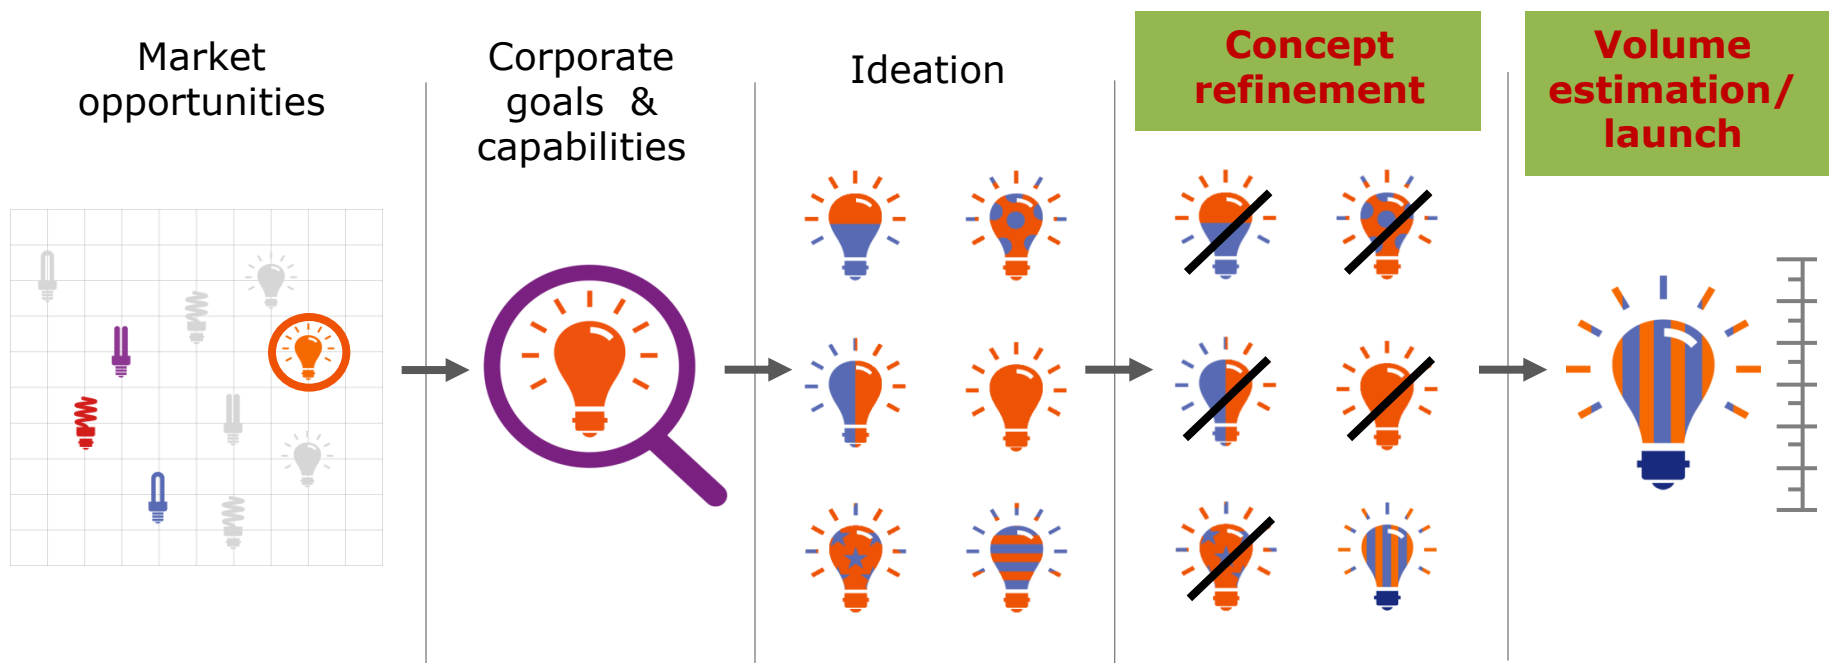 Market
opportunities
Corporate
goals & 
capabilities
Ideation
Concept
refinement
Volume
estimation/
launch